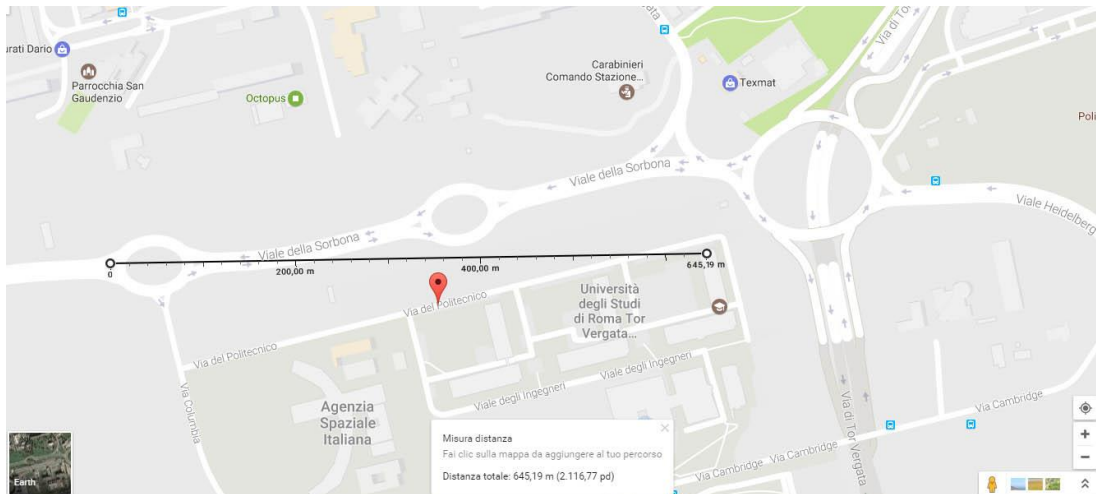 urati Dario
Parrocchia San
Gaudenzio
Octopus
Carabinieri
Comando Stazione...
Texmat
Via di Tor Ve
Poli
Viale della Sorbona
Viale Heidelberg
Viale della Sorbona
0
200,00 m
400,00 m
645,19 m
Via del Politecnico
Università
degli Studi
di Roma Tor
Vergata...
Via del Politecnico
Viale degli Ingegneri
Viale degli Ingegneri
Via Columbia
Agenzia
Spaziale
Italiana
Via di Tor Vergata
Via Cambridge
Via Cambridge
Via Cambridge
Misura distanza
Fai clic sulla mappa da aggiungere al tuo percorso
Distanza totale: 645,19 m (2.116,77 pd)
Earth